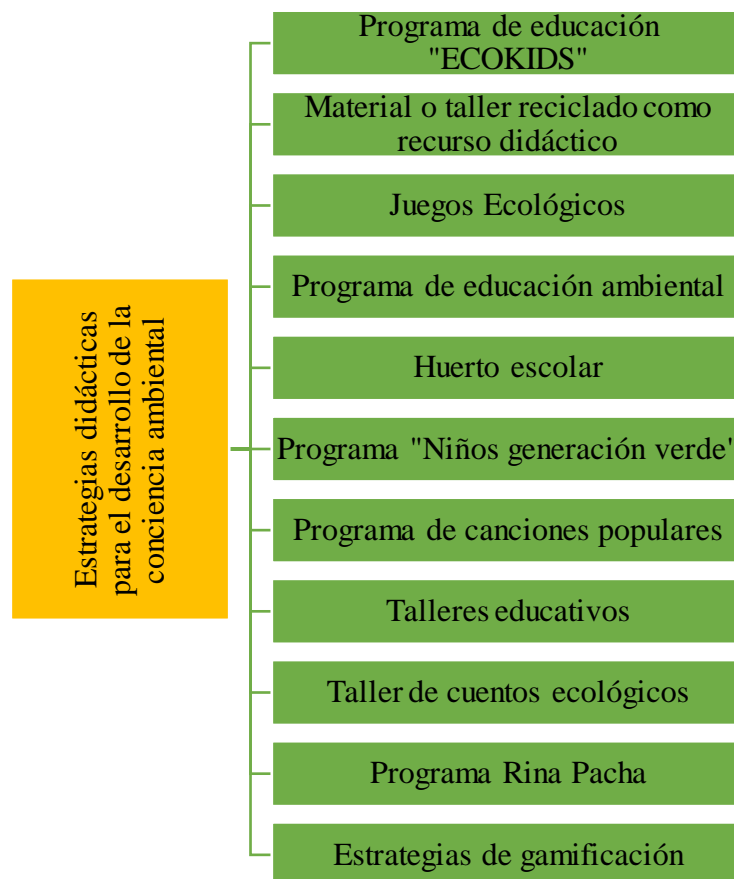 Estrategias didácticas
para el desarrollo de la
conciencia ambiental
Programa de educación
"ECOKIDS"
Material o taller reciclado como
recurso didáctico
Juegos Ecológicos
Programa de educación ambiental
Huerto escolar
Programa "Niños generación verde"
Programa de canciones populares
Talleres educativos
Taller de cuentos ecológicos
Programa Rina Pacha
Estrategias de gamificación